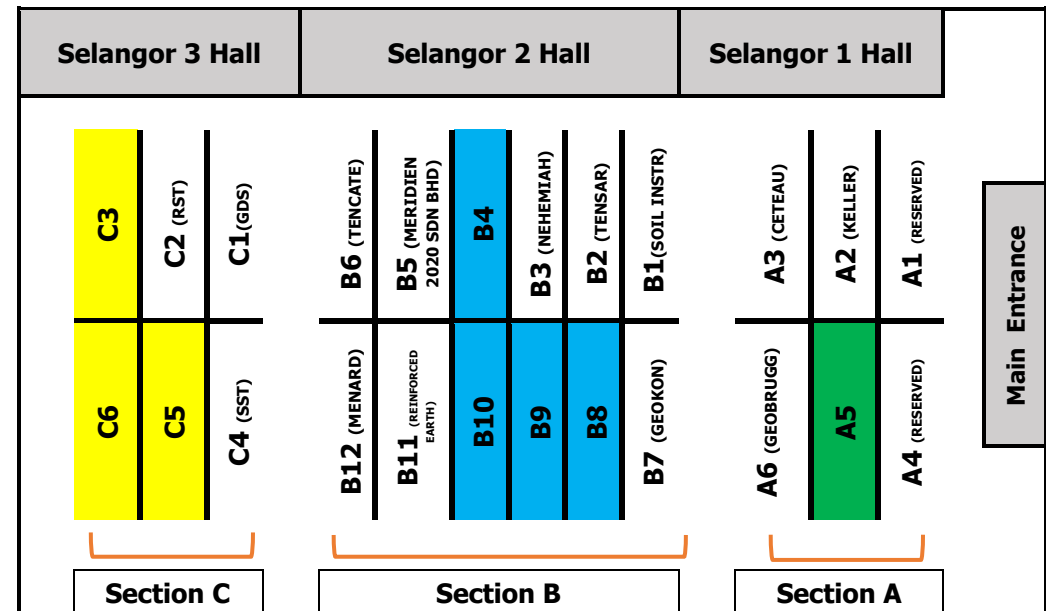 Selangor 3 Hall
Selangor 2 Hall
Selangor 1 Hall
C3
C2 (RST)
C1(GDS)
B6 (TENCATE)
B5 (MERIDIEN
2020 SDN BHD)
B4
B3 (NEHEMIAH)
B2 (TENSAR)
B1(SOIL INSTR)
A3 (CETEAU)
A2 (KELLER)
A1 (RESERVED)
Main Entrance
C6
C5
C4 (SST)
B12 (MENARD)
B11 (REINFORCED
EARTH)
B10
B9
B8
B7 (GEOKON)
A6 (GEOBRUGG)
A5
A4 (RESERVED)
Section C
Section B
Section A